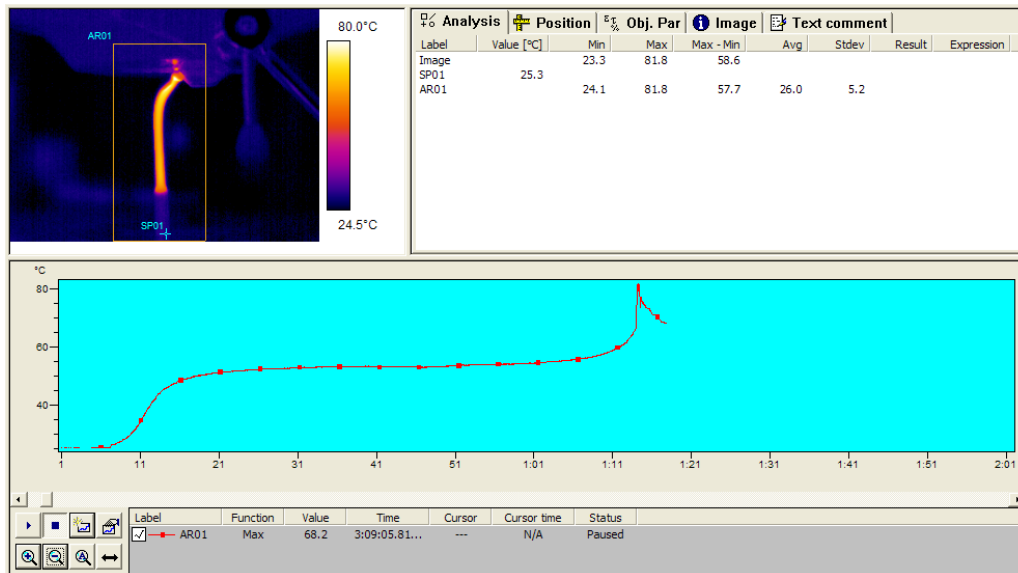 80.0°C
AR01
SP01
24.5°C
Analysis Position Obj. Par Image Text comment
Label Value [°C] Min Max Max - Min Avg Stdev Result Expression
Image 23.3 81.8 58.6
SP01 25.3
AR01 24.1 81.8 57.7 26.0 5.2
°C
80
60
40
1 11 21 31 41 51 1:01 1:11 1:21 1:31 1:41 1:51 2:01
Label Function Value Time Cursor Cursor time Status
AR01 Max 68.2 3:09:05.81... --- N/A Paused